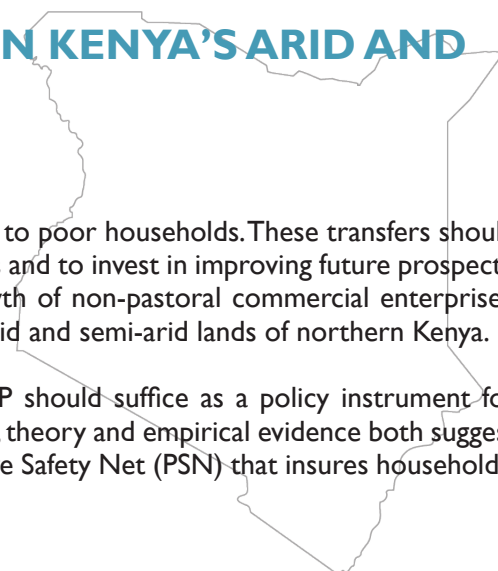 N KENYA'S ARID AND
to poor households. These transfers shoul
and to invest in improving future prospect
th of non-pastoral commercial enterprise
id and semi-arid lands of northern Kenya.
P should suffice as a policy instrument fo
theory and empirical evidence both sugges
e Safety Net (PSN) that insures household